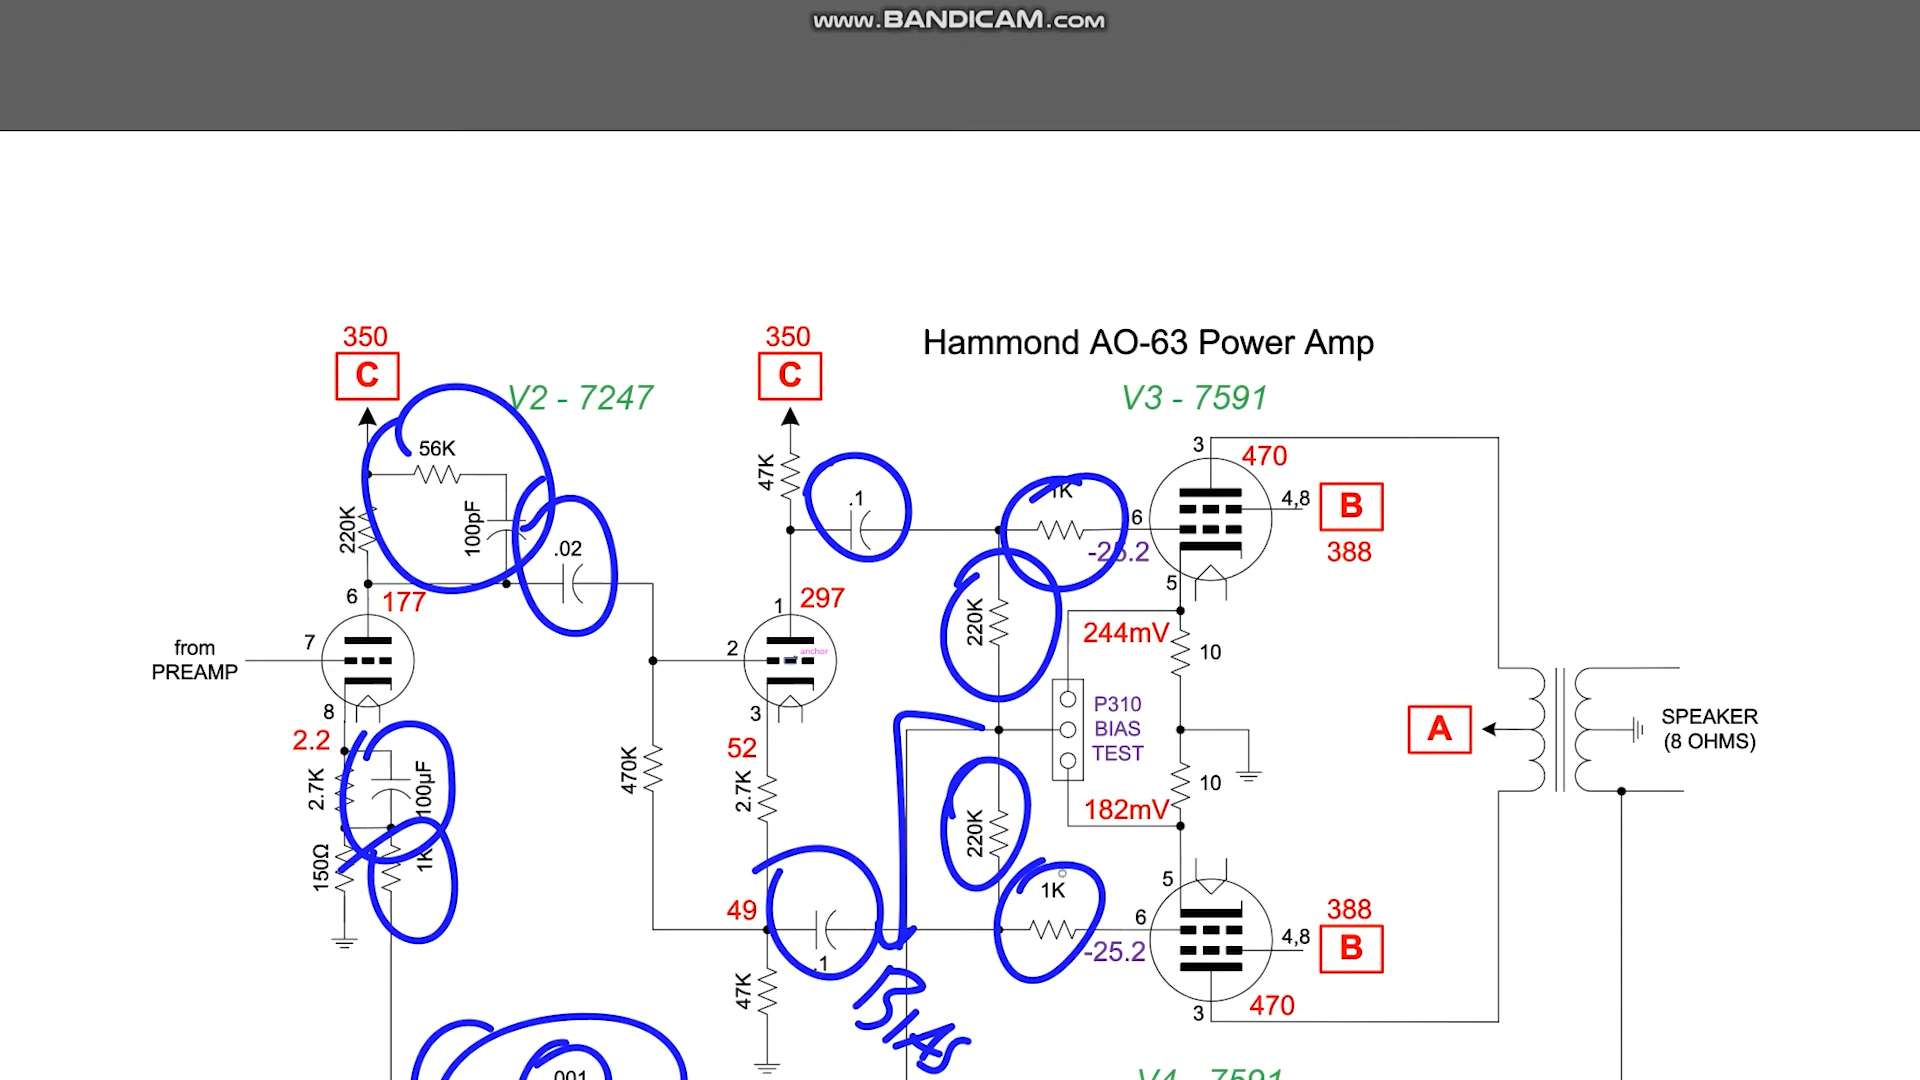 www.BANDICAM.com
Hammond AO-63 Power Amp
350
C
V2 - 7247
350
C
V3 - 7591
56K
220K
100pF
.02
47K
.1
1K
3
470
4,8
B
388
6
-25.2
5
6
177
1
297
220K
244mV
10
from
PREAMP
7
2
anchor
8
2.2
3
52
P310
BIAS
TEST
A
SPEAKER
(8 OHMS)
2.7K
100µF
470K
2.7K
220K
182mV
10
150Ω
1K
49
.1
1K
5
6
-25.2
4,8
388
B
47K
3
470
BIAS
.001
V4 - 7591